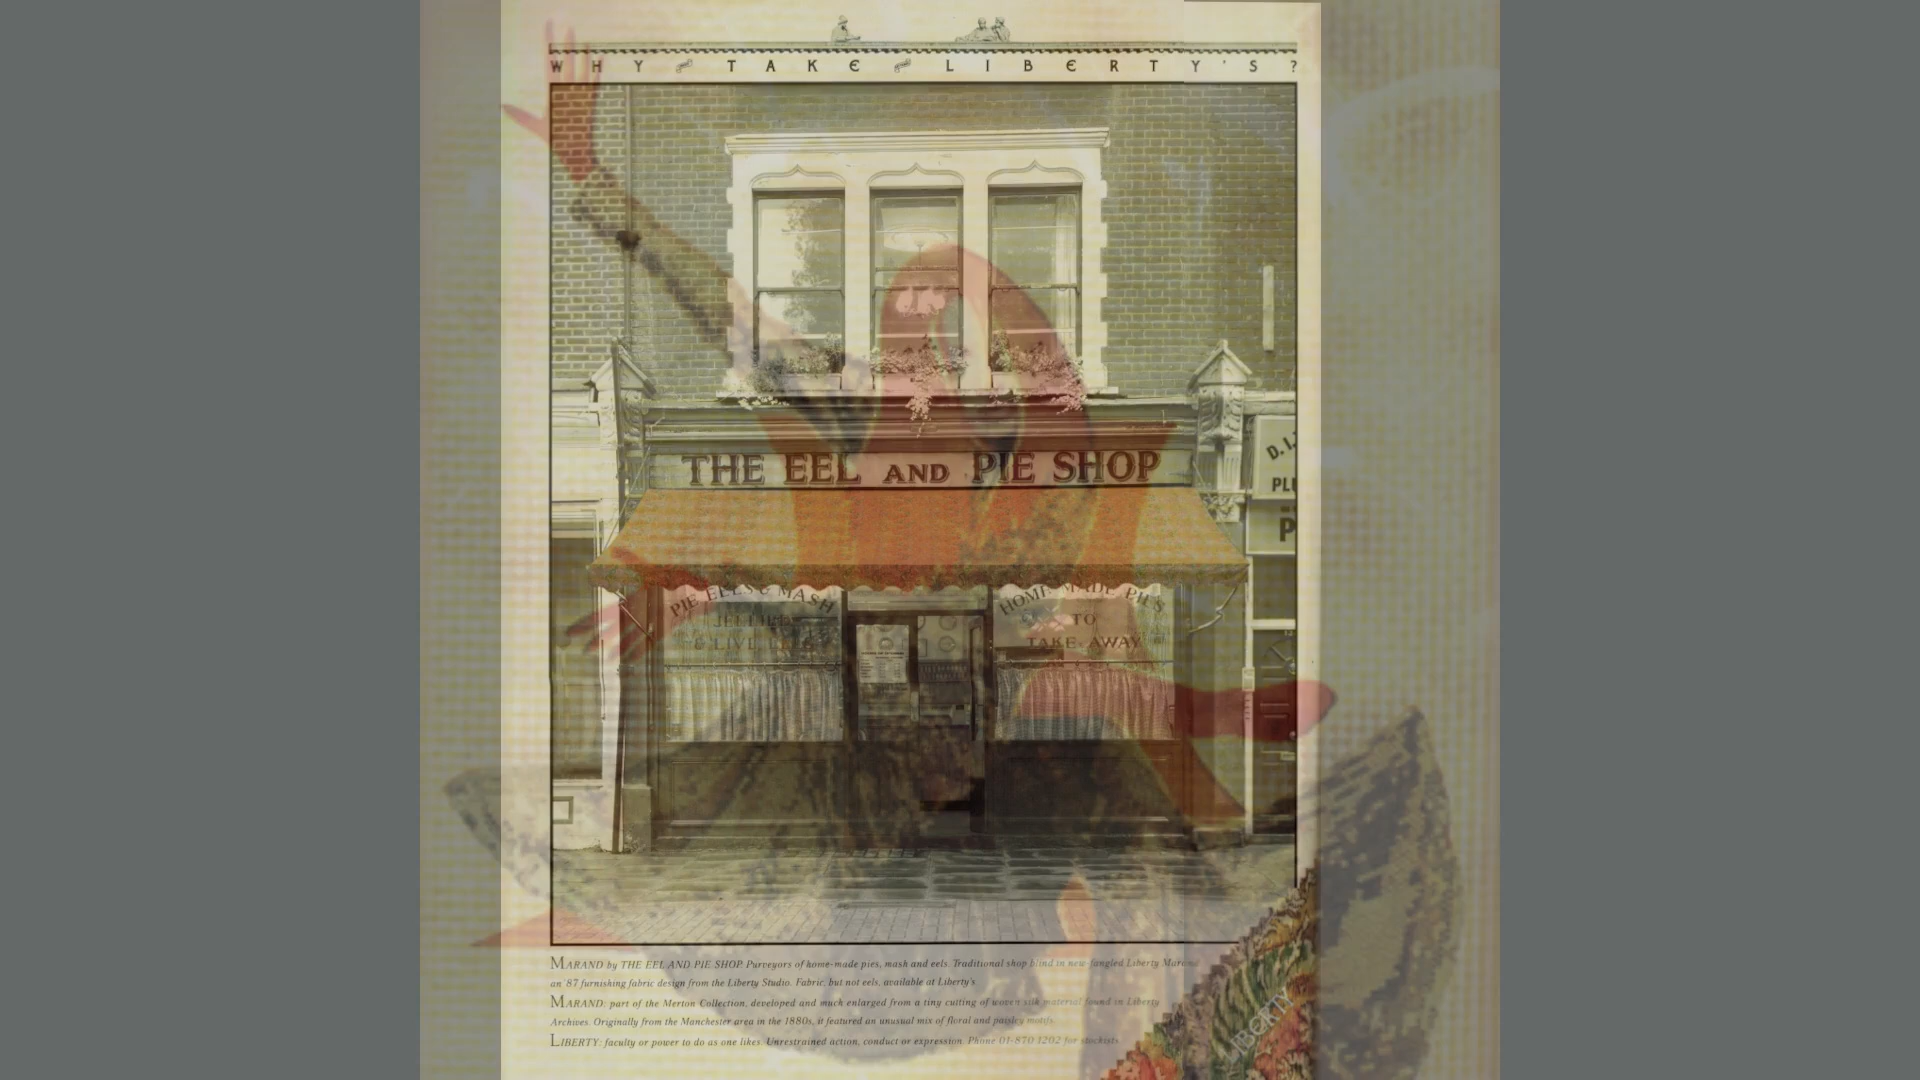 WHY TAKE LIBERTY'S?
THE EEL AND PIE SHOP
D.I.
PLU
P
PIE EELS & MASH
JELLIED
& LIVE EELS
HOME MADE PIES
TO
TAKE AWAY
MARAND by THE EEL AND PIE SHOP. Purveyors of home-made pies, mash and eels. Traditional shop blind in new-fangled Liberty Marand
an '87 furnishing fabric design from the Liberty Studio. Fabric, but not eels, available at Liberty's.
MARAND: part of the Merton Collection, developed and much enlarged from a tiny cutting of woven silk material found in Liberty
Archives. Originally from the Manchester area in the 1880s, it featured an unusual mix of floral and paisley motifs.
LIBERTY: faculty or power to do as one likes. Unrestrained action, conduct or expression. Phone 01-870 1202 for stockists.
LIBERTY